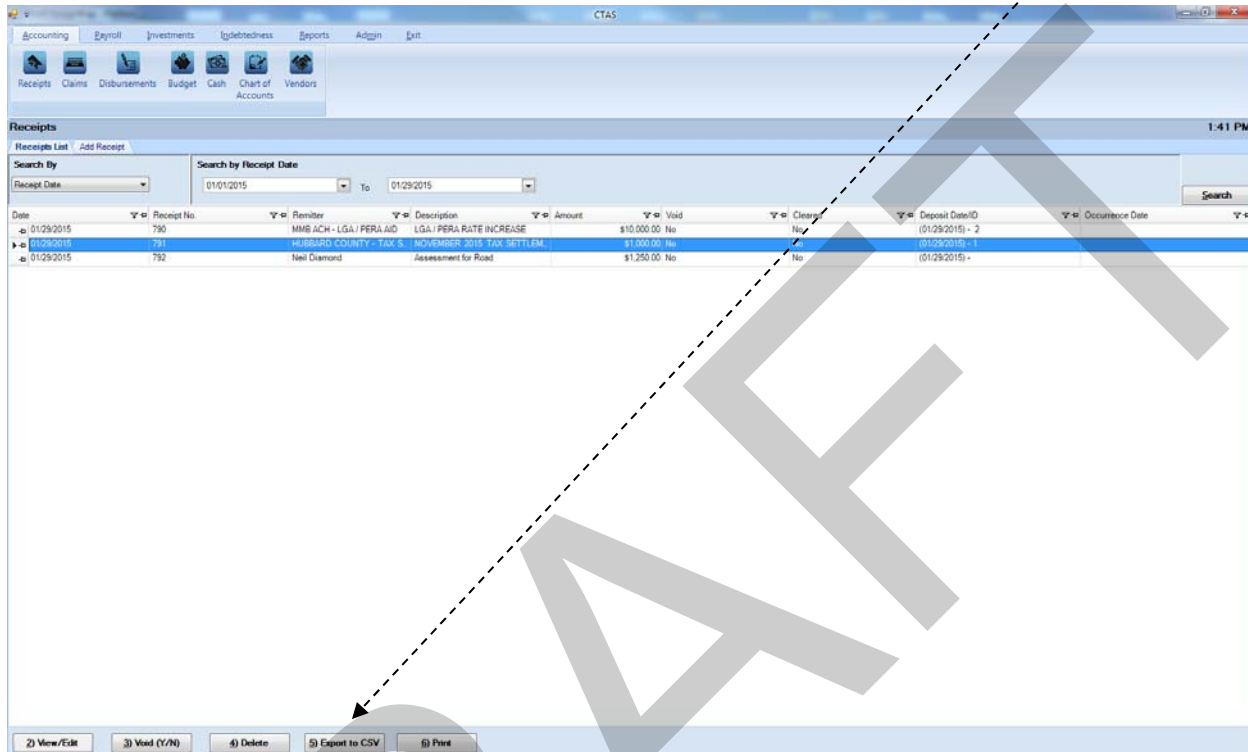 CTAS
Accounting Payroll Investments Indebtedness Reports Admin Exit
Receipts Claims Disbursements Budget Cash Chart of Accounts Vendors
Receipts 1:41 PM
Receipts List Add Receipt
Search By Search by Receipt Date
Receipt Date 01/01/2015 To 01/29/2015
Search
Date Receipt No. Remitter Description Amount Void Cleared Deposit Date/ID Occurrence Date
01/29/2015 790 MMB ACH - LGA / PERA AID LGA / PERA RATE INCREASE $10,000.00 No No (01/29/2015) - 2
01/29/2015 791 HUBBARD COUNTY - TAX S.. NOVEMBER 2015 TAX SETTLEM.. $1,000.00 No No (01/29/2015) - 1
01/29/2015 792 Neil Diamond Assessment for Road $1,250.00 No No (01/29/2015) -
2) View/Edit 3) Void (Y/N) 4) Delete 5) Export to CSV 6) Print
DRAFT